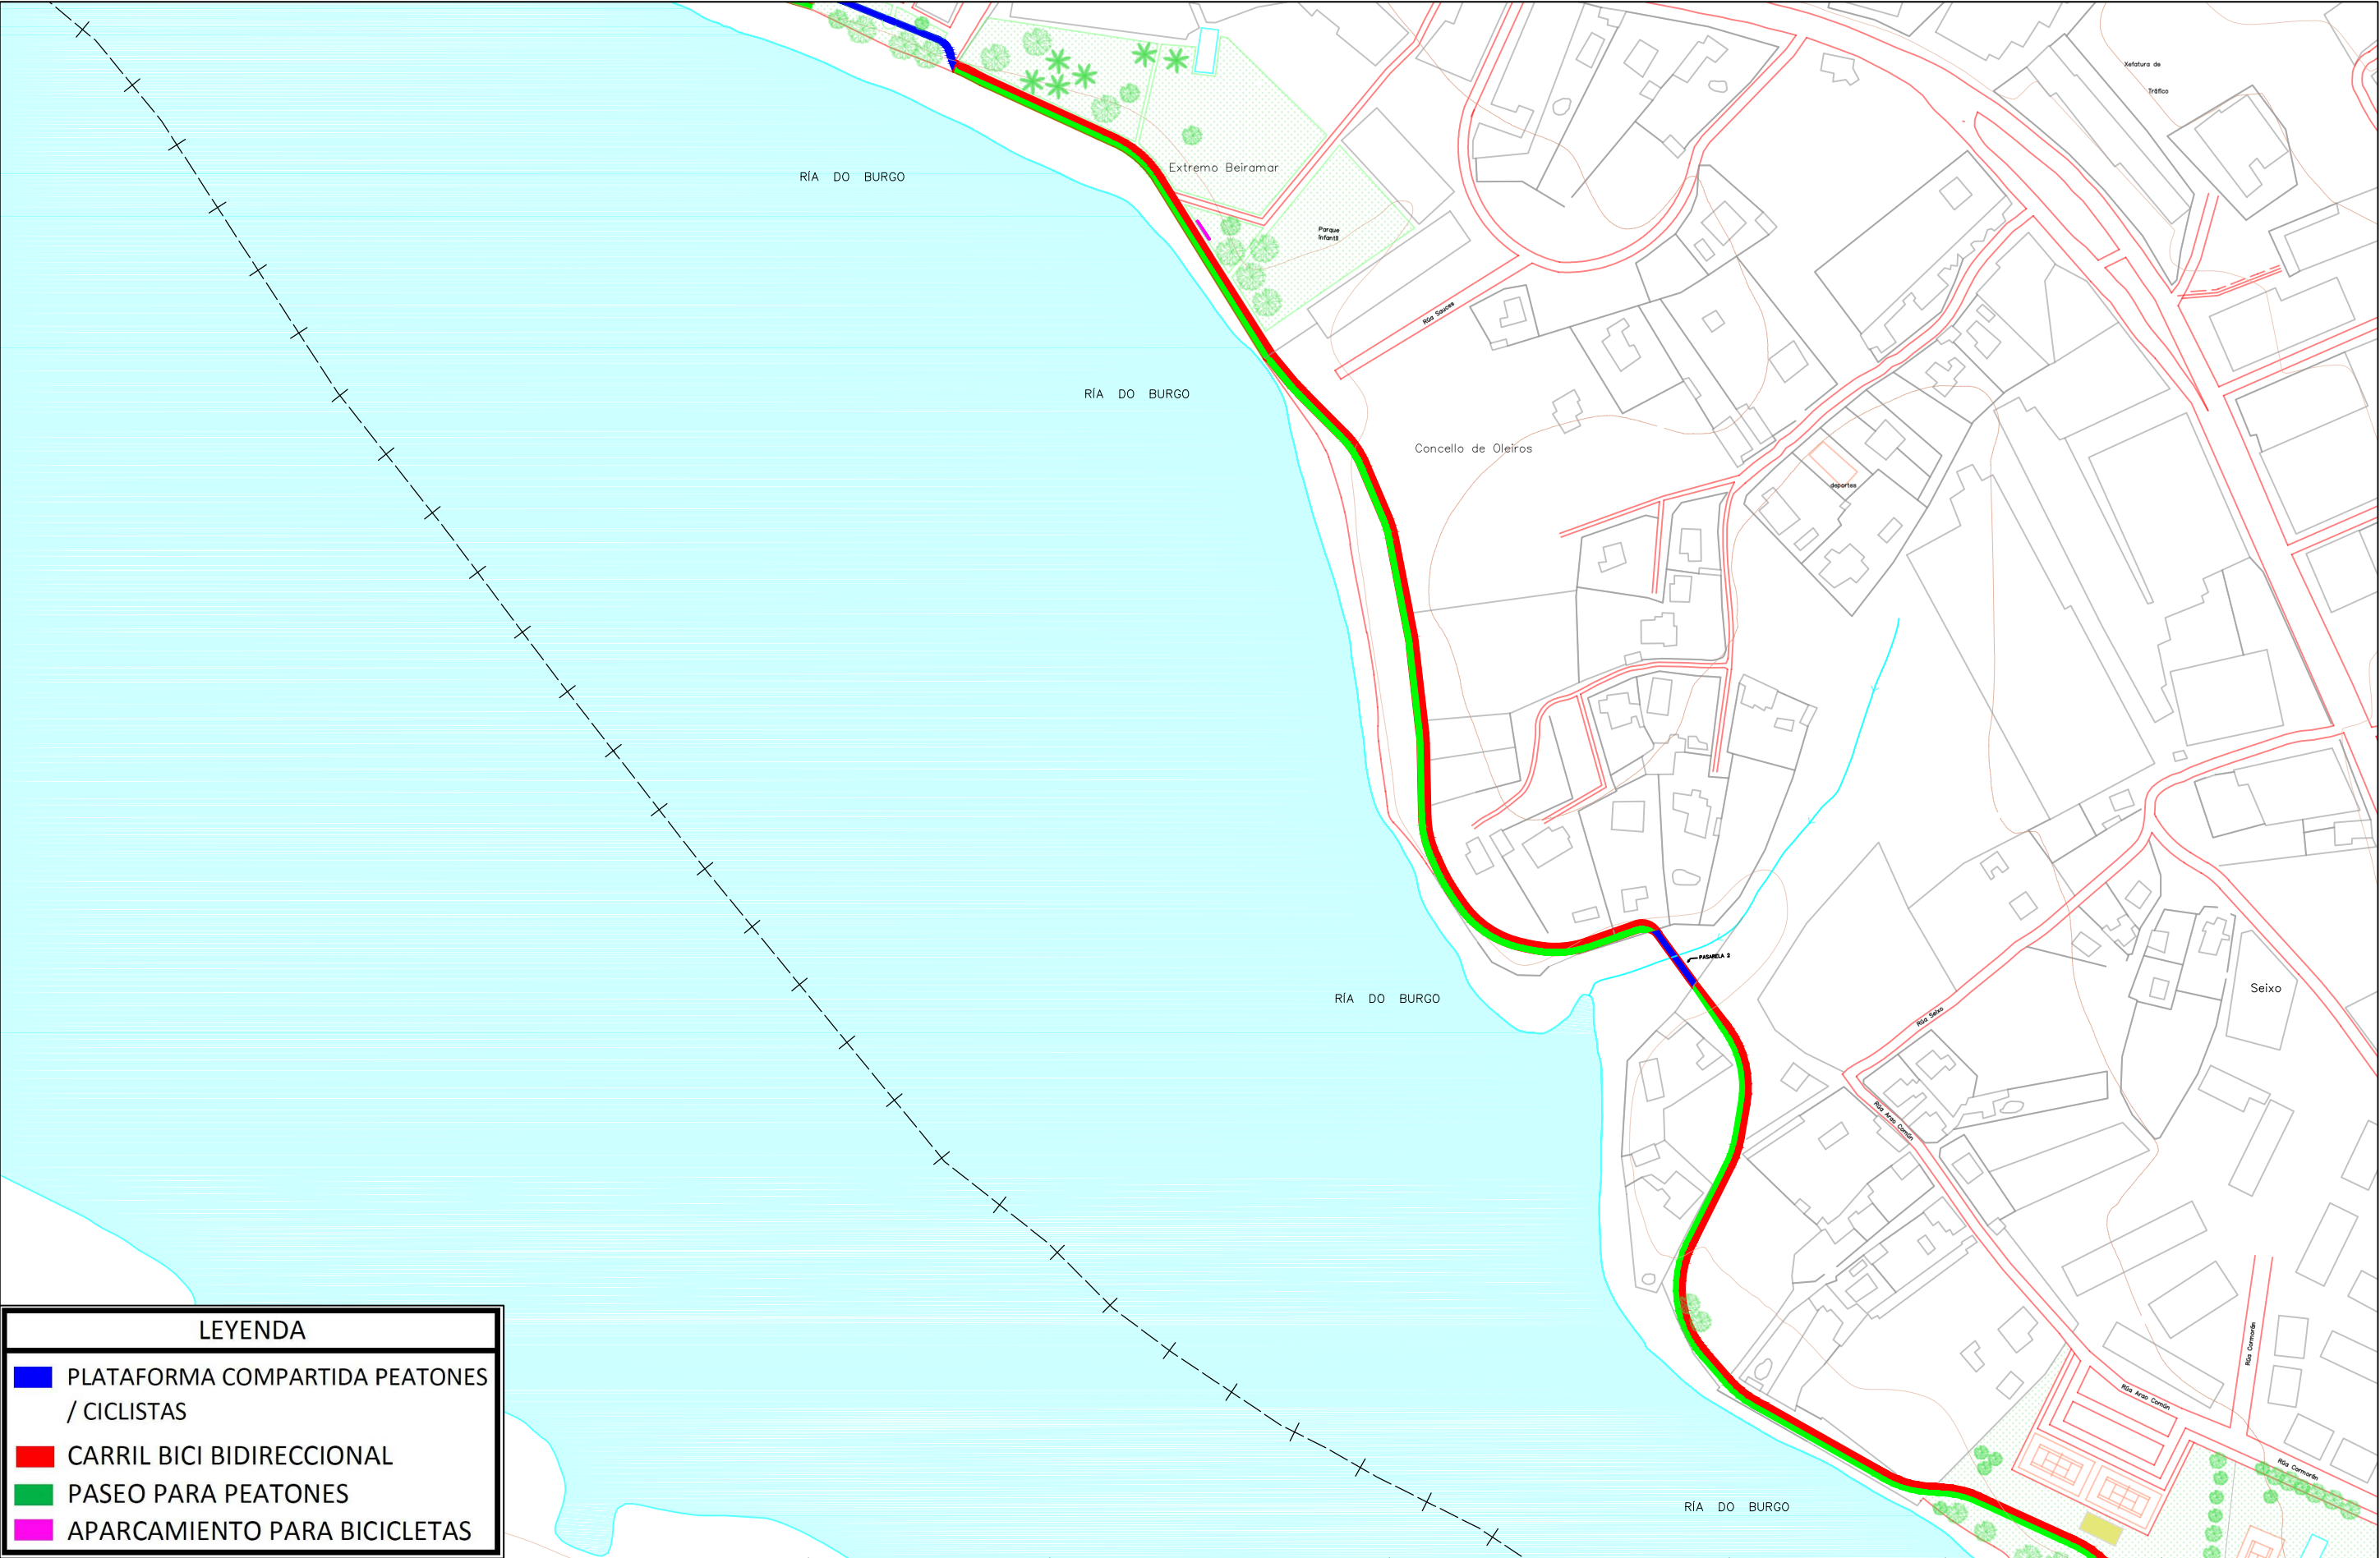 Xefatura de
Tráfico
Extremo Beiramar
RÍA DO BURGO
Parque
Infantil
Rúa Sauces
RÍA DO BURGO
Concello de Oleiros
deportes
PASARELA 2
Seixo
RÍA DO BURGO
Rúa Seixo
Rúa Arao Común
Rúa Cormorán
Rúa Arao Común
Rúa Cormorán
RÍA DO BURGO
LEYENDA
PLATAFORMA COMPARTIDA PEATONES
/ CICLISTAS
CARRIL BICI BIDIRECCIONAL
PASEO PARA PEATONES
APARCAMIENTO PARA BICICLETAS